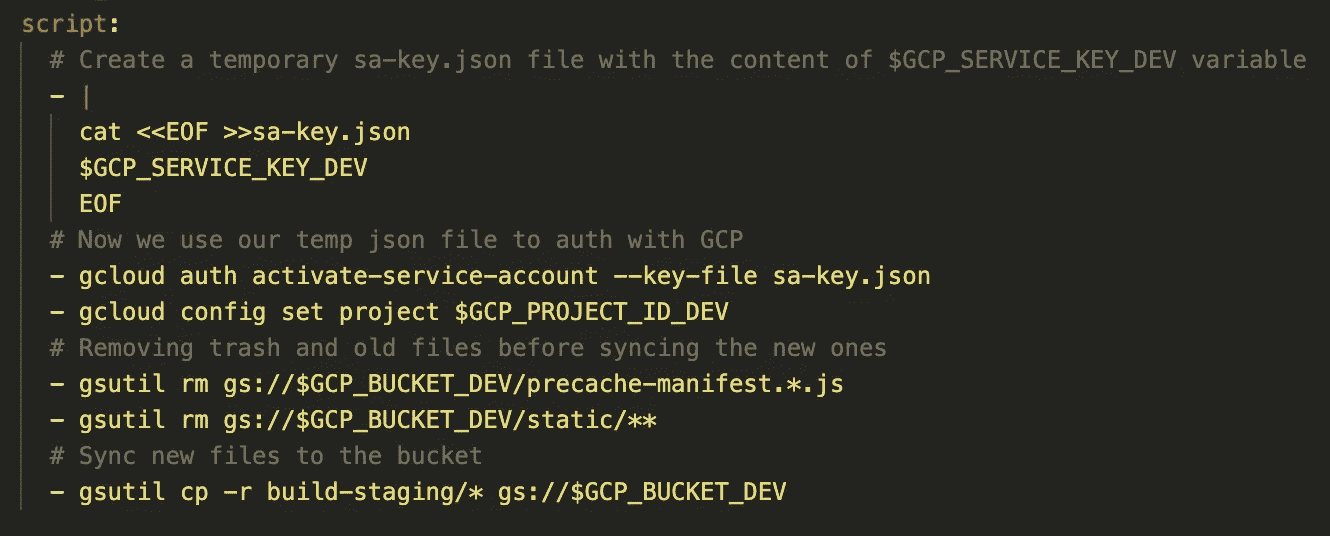 script:
# Create a temporary sa-key.json file with the content of $GCP_SERVICE_KEY_DEV variable
- |
cat <<EOF >>sa-key.json
$GCP_SERVICE_KEY_DEV
EOF
# Now we use our temp json file to auth with GCP
- gcloud auth activate-service-account --key-file sa-key.json
- gcloud config set project $GCP_PROJECT_ID_DEV
# Removing trash and old files before syncing the new ones
- gsutil rm gs://$GCP_BUCKET_DEV/precache-manifest.*.js
- gsutil rm gs://$GCP_BUCKET_DEV/static/**
# Sync new files to the bucket
- gsutil cp -r build-staging/* gs://$GCP_BUCKET_DEV